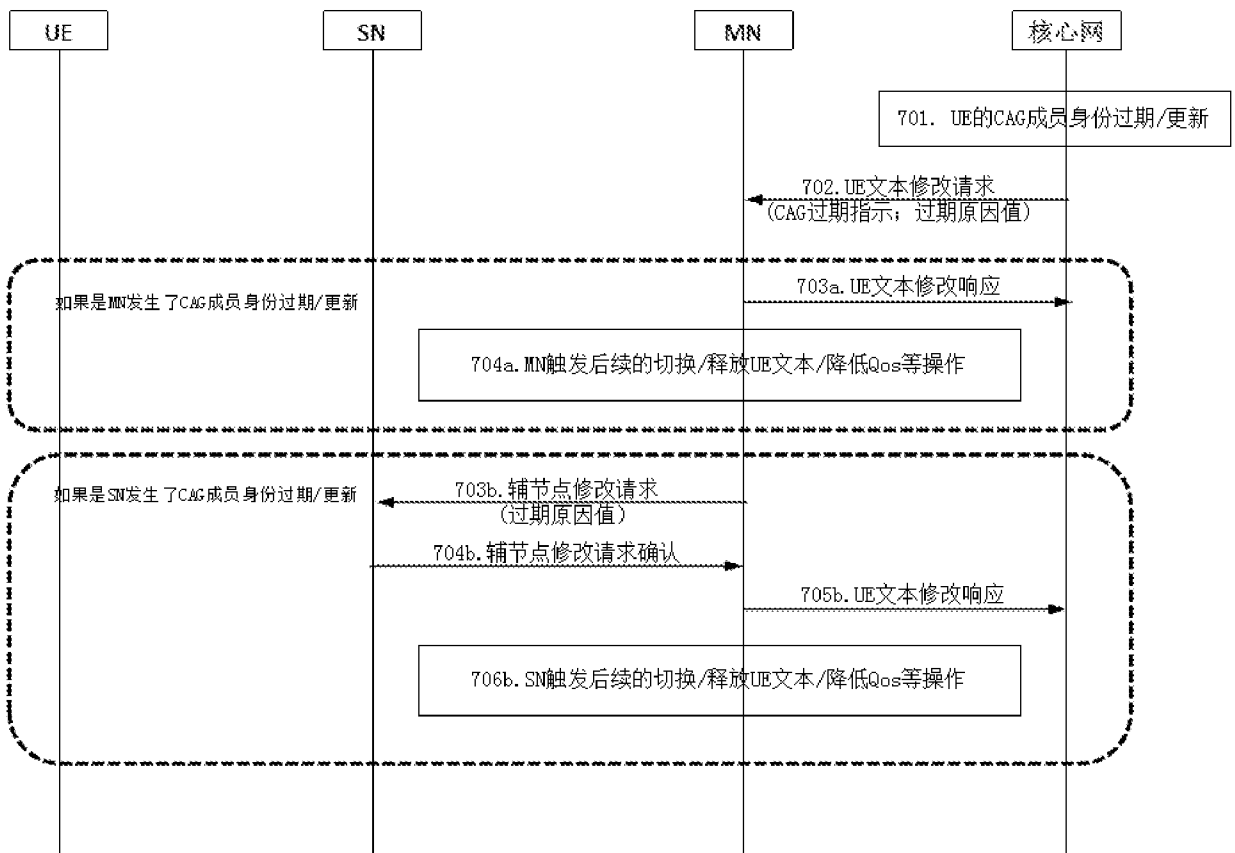 UE
SN
MN
核心网
701. UE的CAG成员身份过期/更新
702.UE文本修改请求
(CAG过期指示；过期原因值)
703a.UE文本修改响应
如果是MN发生了CAG成员身份过期/更新
704a.MN触发后续的切换/释放UE文本/降低Qos等操作
如果是SN发生了CAG成员身份过期/更新
703b.辅节点修改请求
(过期原因值)
704b.辅节点修改请求确认
705b.UE文本修改响应
706b.SN触发后续的切换/释放UE文本/降低Qos等操作